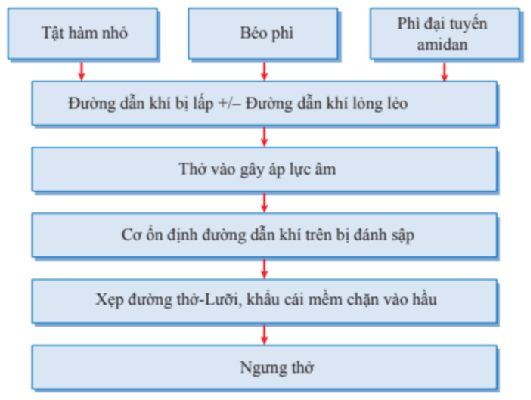 Tật hàm nhỏ
Béo phì
Phì đại tuyến
amidan
Đường dẫn khí bị lấp +/– Đường dẫn khí lỏng lẻo
Thở vào gây áp lực âm
Cơ ổn định đường dẫn khí trên bị đánh sập
Xẹp đường thở-Lưỡi, khẩu cái mềm chặn vào hầu
Ngưng thở